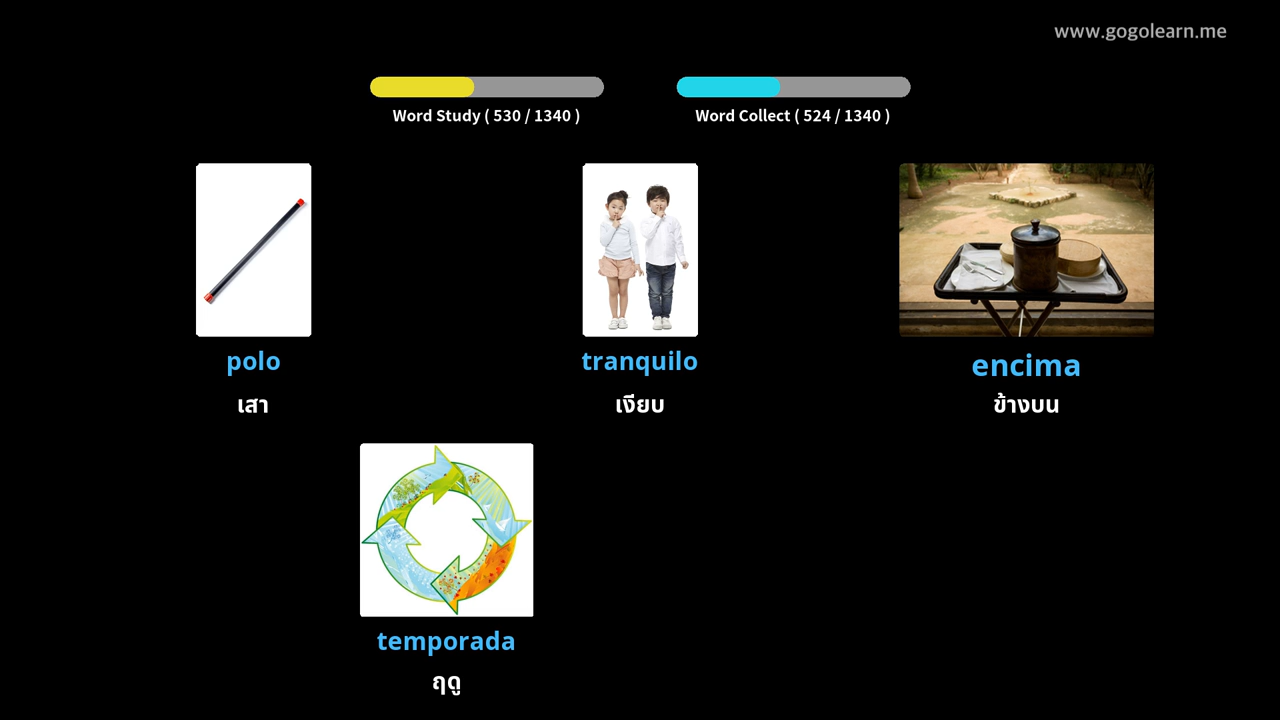 www.gogolearn.me
Word Study ( 530 / 1340 )
Word Collect ( 524 / 1340 )
polo
tranquilo
encima
เสา
เงียบ
ข้างบน
temporada
ฤดู